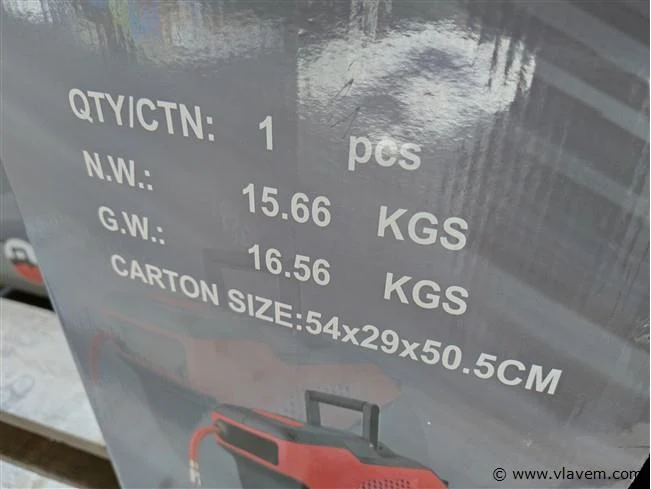 QTY/CTN: 1 pcs
N.W.: 15.66 KGS
G.W.: 16.56 KGS
CARTON SIZE:54x29x50.5CM
© www.vlavem.com